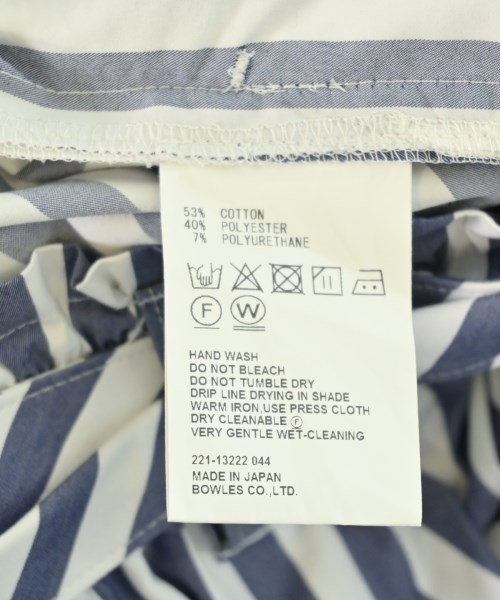 53% COTTON
40% POLYESTER
7% POLYURETHANE
F W
HAND WASH
DO NOT BLEACH
DO NOT TUMBLE DRY
DRIP LINE DRYING IN SHADE
WARM IRON,USE PRESS CLOTH
DRY CLEANABLE Ⓕ
VERY GENTLE WET-CLEANING
221-13222 044
MADE IN JAPAN
BOWLES CO.,LTD.